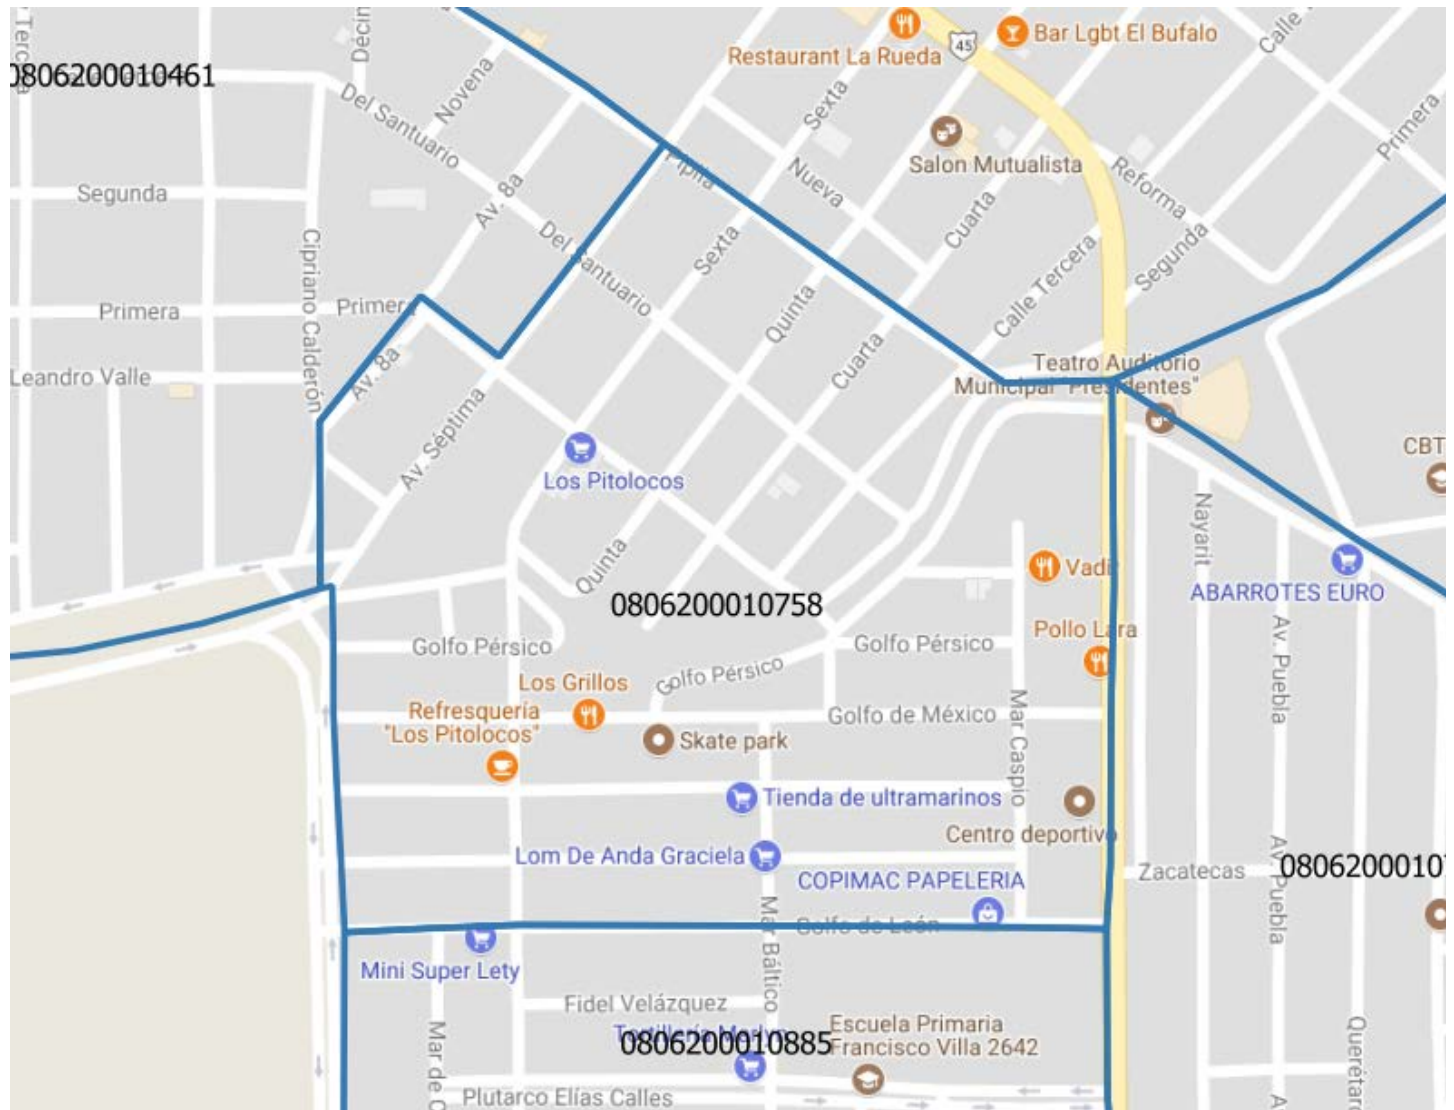 45
Bar Lgbt El Bufalo
Restaurant La Rueda
Novena
Sexta
Primera
0806200010461
Del Santuario
Salon Mutualista
Pípila
Reforma
Nueva
Segunda
Av. 8a
Cuarta
Sexta
Del Santuario
Calle Tercera
Segunda
Cipriano Calderón
Primera
Primera
Quinta
Cuarta
Leandro Valle
Av. 8a
Teatro Auditorio
Municipal "Presidentes"
Av. Séptima
Los Pitolocos
Nayarit
Quinta
Vadi
ABARROTES EURO
0806200010758
Pollo Lara
Golfo Pérsico
Golfo Pérsico
Golfo Pérsico
Av. Puebla
Los Grillos
Refresquería
"Los Pitolocos"
Golfo de México
Skate park
Mar Caspio
Tienda de ultramarinos
Centro deportivo
Lom De Anda Graciela
Zacatecas
Av. Puebla
COPIMAC PAPELERIA
Golfo de León
Mar Báltico
Mini Super Lety
Fidel Velázquez
Escuela Primaria
Francisco Villa 2642
0806200010885
Plutarco Elías Calles